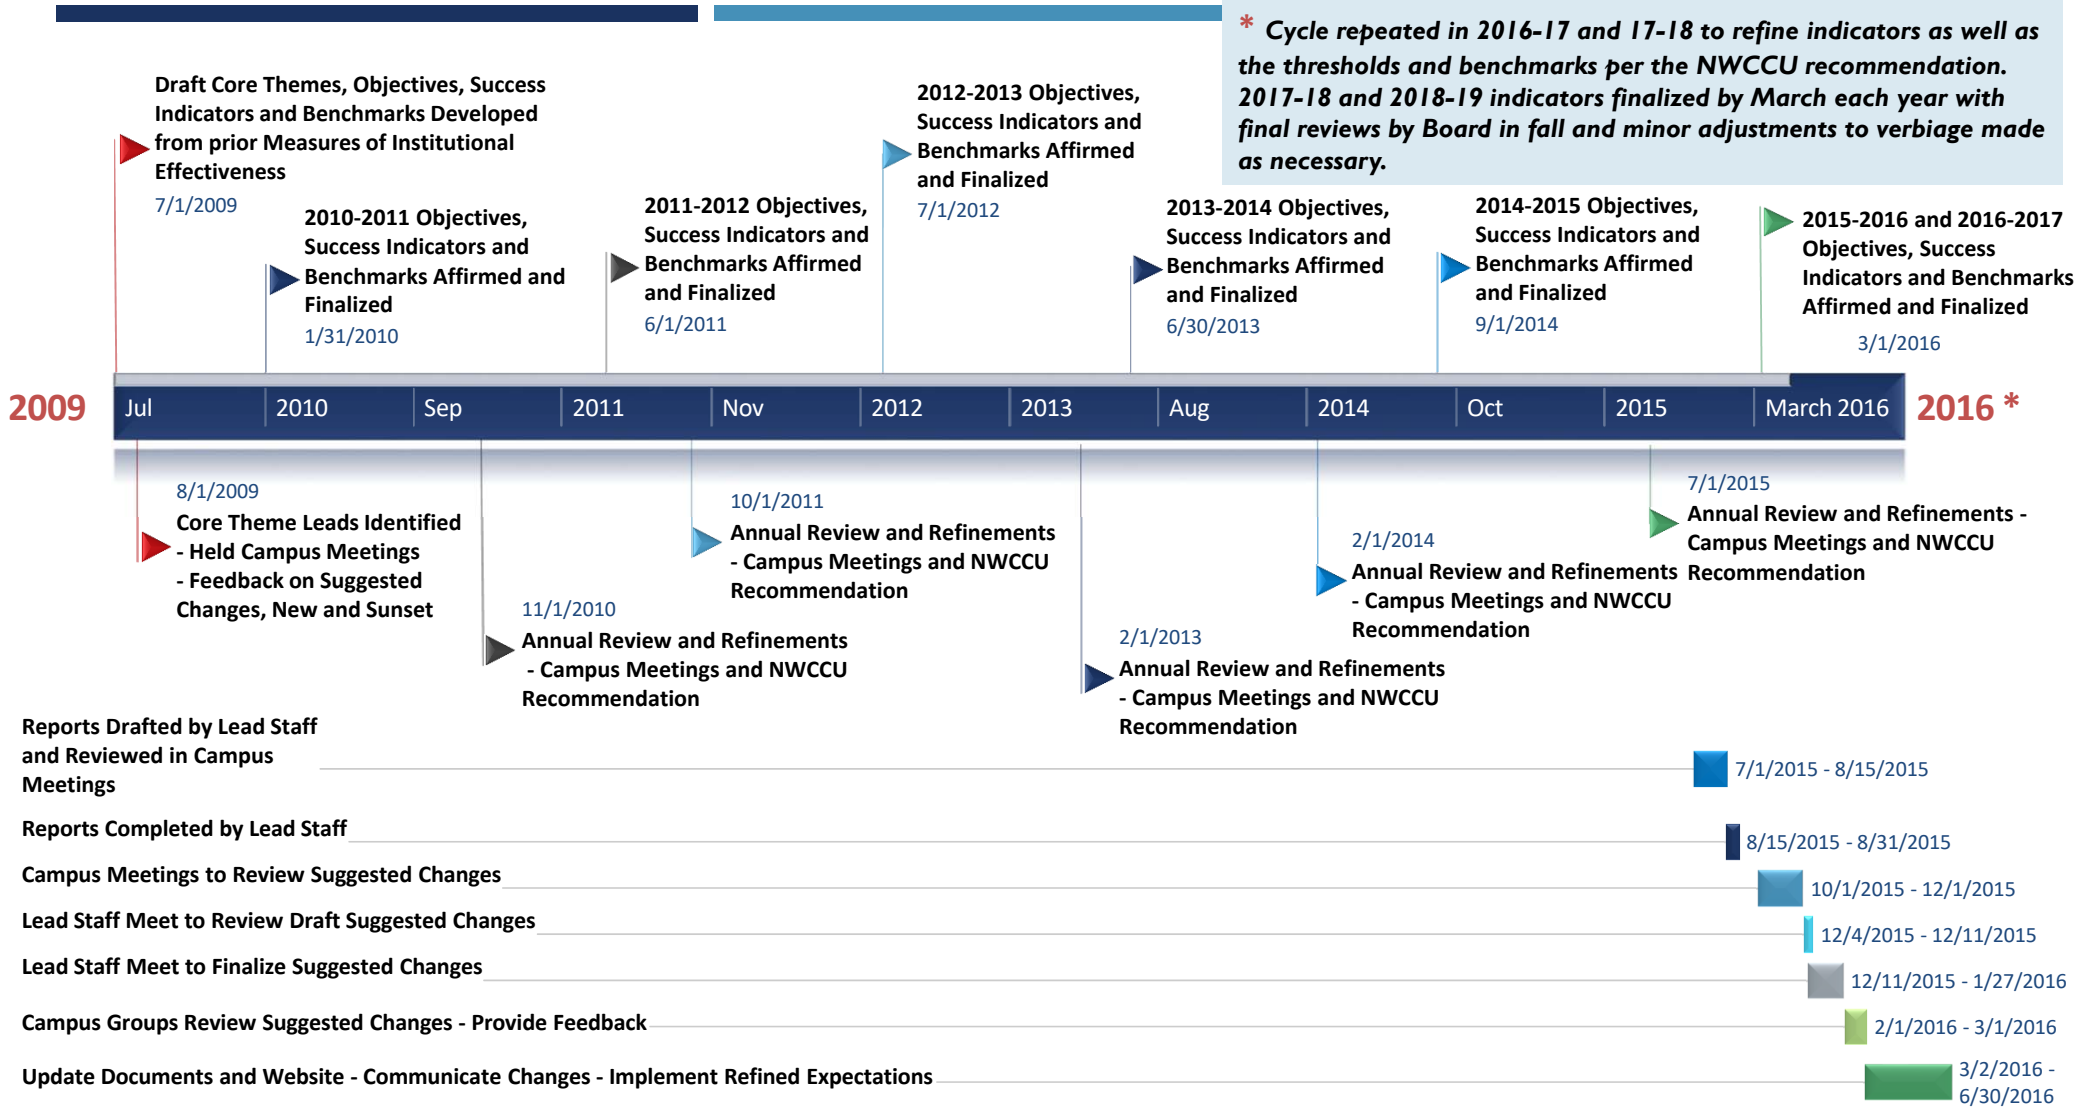 * Cycle repeated in 2016-17 and 17-18 to refine indicators as well as
the thresholds and benchmarks per the NWCCU recommendation.
2017-18 and 2018-19 indicators finalized by March each year with
final reviews by Board in fall and minor adjustments to verbiage made
as necessary.
Draft Core Themes, Objectives, Success
Indicators and Benchmarks Developed
from prior Measures of Institutional
Effectiveness
7/1/2009
2010-2011 Objectives,
Success Indicators and
Benchmarks Affirmed and
Finalized
1/31/2010
2011-2012 Objectives,
Success Indicators and
Benchmarks Affirmed
and Finalized
6/1/2011
2012-2013 Objectives,
Success Indicators and
Benchmarks Affirmed
and Finalized
7/1/2012
2013-2014 Objectives,
Success Indicators and
Benchmarks Affirmed
and Finalized
6/30/2013
2014-2015 Objectives,
Success Indicators and
Benchmarks Affirmed
and Finalized
9/1/2014
2015-2016 and 2016-2017
Objectives, Success
Indicators and Benchmarks
Affirmed and Finalized
3/1/2016
2009 Jul 2010 Sep 2011 Nov 2012 2013 Aug 2014 Oct 2015 March 2016 2016 *
8/1/2009
Core Theme Leads Identified
- Held Campus Meetings
- Feedback on Suggested
Changes, New and Sunset
11/1/2010
Annual Review and Refinements
- Campus Meetings and NWCCU
Recommendation
10/1/2011
Annual Review and Refinements
- Campus Meetings and NWCCU
Recommendation
2/1/2013
Annual Review and Refinements
- Campus Meetings and NWCCU
Recommendation
2/1/2014
Annual Review and Refinements
- Campus Meetings and NWCCU
Recommendation
7/1/2015
Annual Review and Refinements -
Campus Meetings and NWCCU
Recommendation
Reports Drafted by Lead Staff
and Reviewed in Campus
Meetings
7/1/2015 - 8/15/2015
Reports Completed by Lead Staff
8/15/2015 - 8/31/2015
Campus Meetings to Review Suggested Changes
10/1/2015 - 12/1/2015
Lead Staff Meet to Review Draft Suggested Changes
12/4/2015 - 12/11/2015
Lead Staff Meet to Finalize Suggested Changes
12/11/2015 - 1/27/2016
Campus Groups Review Suggested Changes - Provide Feedback
2/1/2016 - 3/1/2016
Update Documents and Website - Communicate Changes - Implement Refined Expectations
3/2/2016 -
6/30/2016